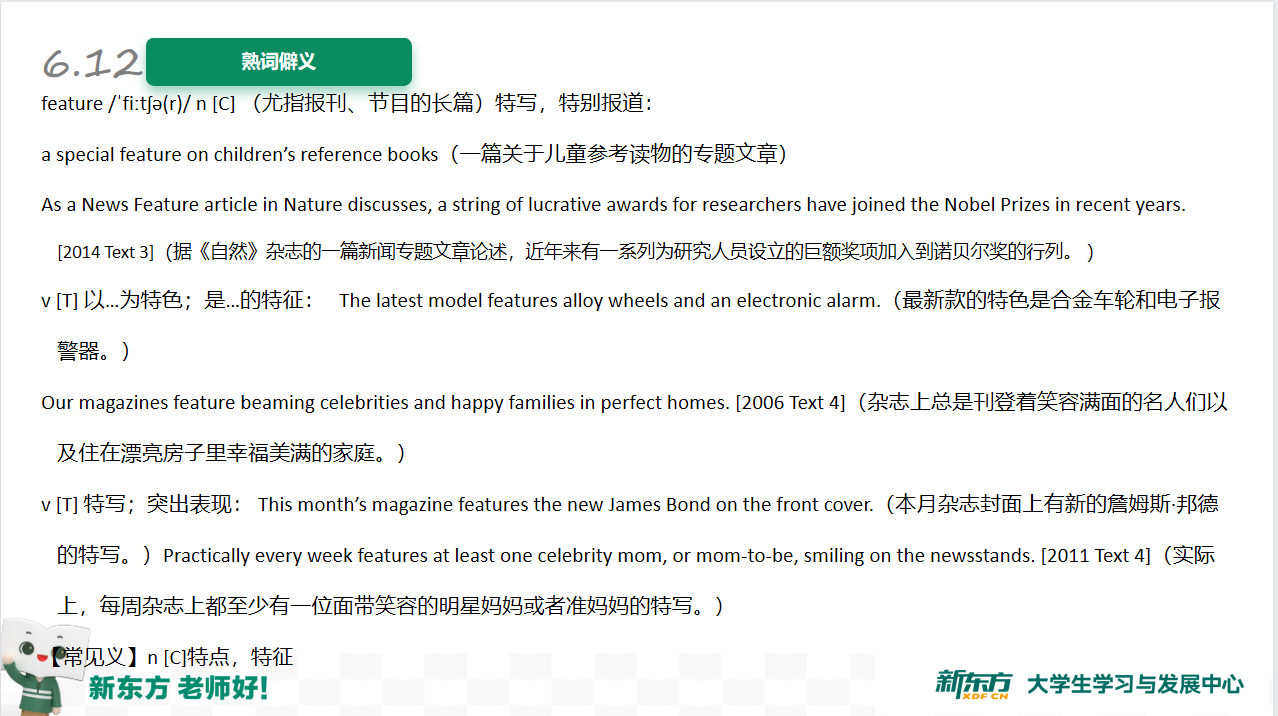 6.12
熟词僻义
feature /ˈfiːtʃə(r)/ n [C] （尤指报刊、节目的长篇）特写，特别报道：
a special feature on children’s reference books（一篇关于儿童参考读物的专题文章）
As a News Feature article in Nature discusses, a string of lucrative awards for researchers have joined the Nobel Prizes in recent years.
[2014 Text 3]（据《自然》杂志的一篇新闻专题文章论述，近年来有一系列为研究人员设立的巨额奖项加入到诺贝尔奖的行列。）
v [T] 以…为特色；是…的特征： The latest model features alloy wheels and an electronic alarm.（最新款的特色是合金车轮和电子报
警器。）
Our magazines feature beaming celebrities and happy families in perfect homes. [2006 Text 4]（杂志上总是刊登着笑容满面的名人们以
及住在漂亮房子里幸福美满的家庭。）
v [T] 特写；突出表现： This month’s magazine features the new James Bond on the front cover.（本月杂志封面上有新的詹姆斯·邦德
的特写。）Practically every week features at least one celebrity mom, or mom-to-be, smiling on the newsstands. [2011 Text 4]（实际
上，每周杂志上都至少有一位面带笑容的明星妈妈或者准妈妈的特写。）
【常见义】n [C]特点，特征
新东方 老师好！
新东方 XDF.CN 大学生学习与发展中心